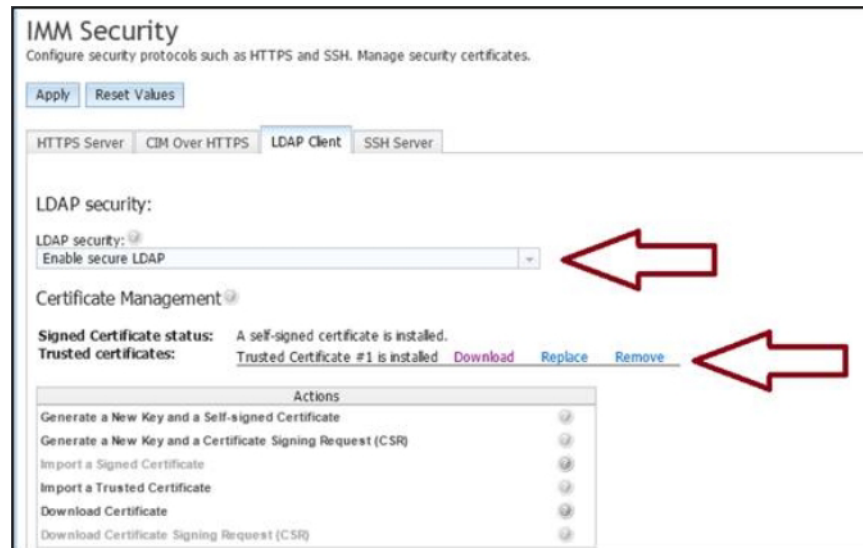 IMM Security
Configure security protocols such as HTTPS and SSH. Manage security certificates.
Apply Reset Values
HTTPS Server CIM Over HTTPS LDAP Client SSH Server
LDAP security:
LDAP security:
Enable secure LDAP
Certificate Management
Signed Certificate status: A self-signed certificate is installed.
Trusted certificates: Trusted Certificate #1 is installed Download Replace Remove
Actions
Generate a New Key and a Self-signed Certificate
Generate a New Key and a Certificate Signing Request (CSR)
Import a Signed Certificate
Import a Trusted Certificate
Download Certificate
Download Certificate Signing Request (CSR)